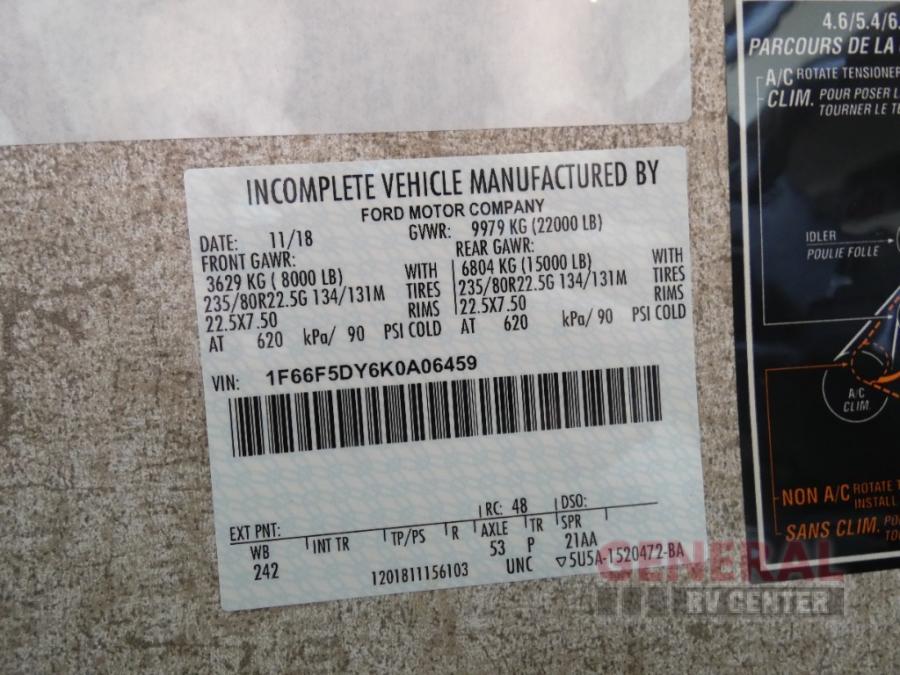 INCOMPLETE VEHICLE MANUFACTURED BY
FORD MOTOR COMPANY
DATE: 11/18 GVWR: 9979 KG (22000 LB)
FRONT GAWR: REAR GAWR:
3629 KG ( 8000 LB) WITH 6804 KG (15000 LB) WITH
235/80R22.5G 134/131M TIRES 235/80R22.5G 134/131M TIRES
22.5X7.50 RIMS 22.5X7.50 RIMS
AT 620 kPa/ 90 PSI COLD AT 620 kPa/ 90 PSI COLD
VIN: 1F66F5DY6K0A06459
EXT PNT: RC: 48 DSO:
WB INT TR TP/PS R AXLE TR SPR
242 53 P 21AA
1201811156103 UNC ▽5U5A-1520472-BA
4.6/5.4/6.
PARCOURS DE LA
A/C ROTATE TENSIONER
CLIM. POUR POSER
TOURNER LE
IDLER
POULIE FOLLE
A/C
CLIM.
NON A/C ROTATE
INSTALL
SANS CLIM.
GENERAL
RV CENTER